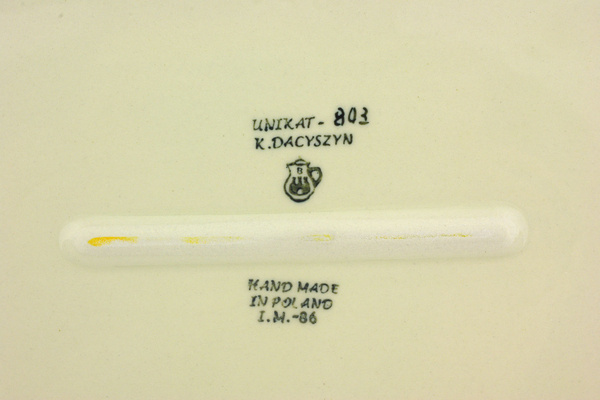 UNIKAT - 803
K. DACYSZYN
B
HAND MADE
IN POLAND
I.M.-86